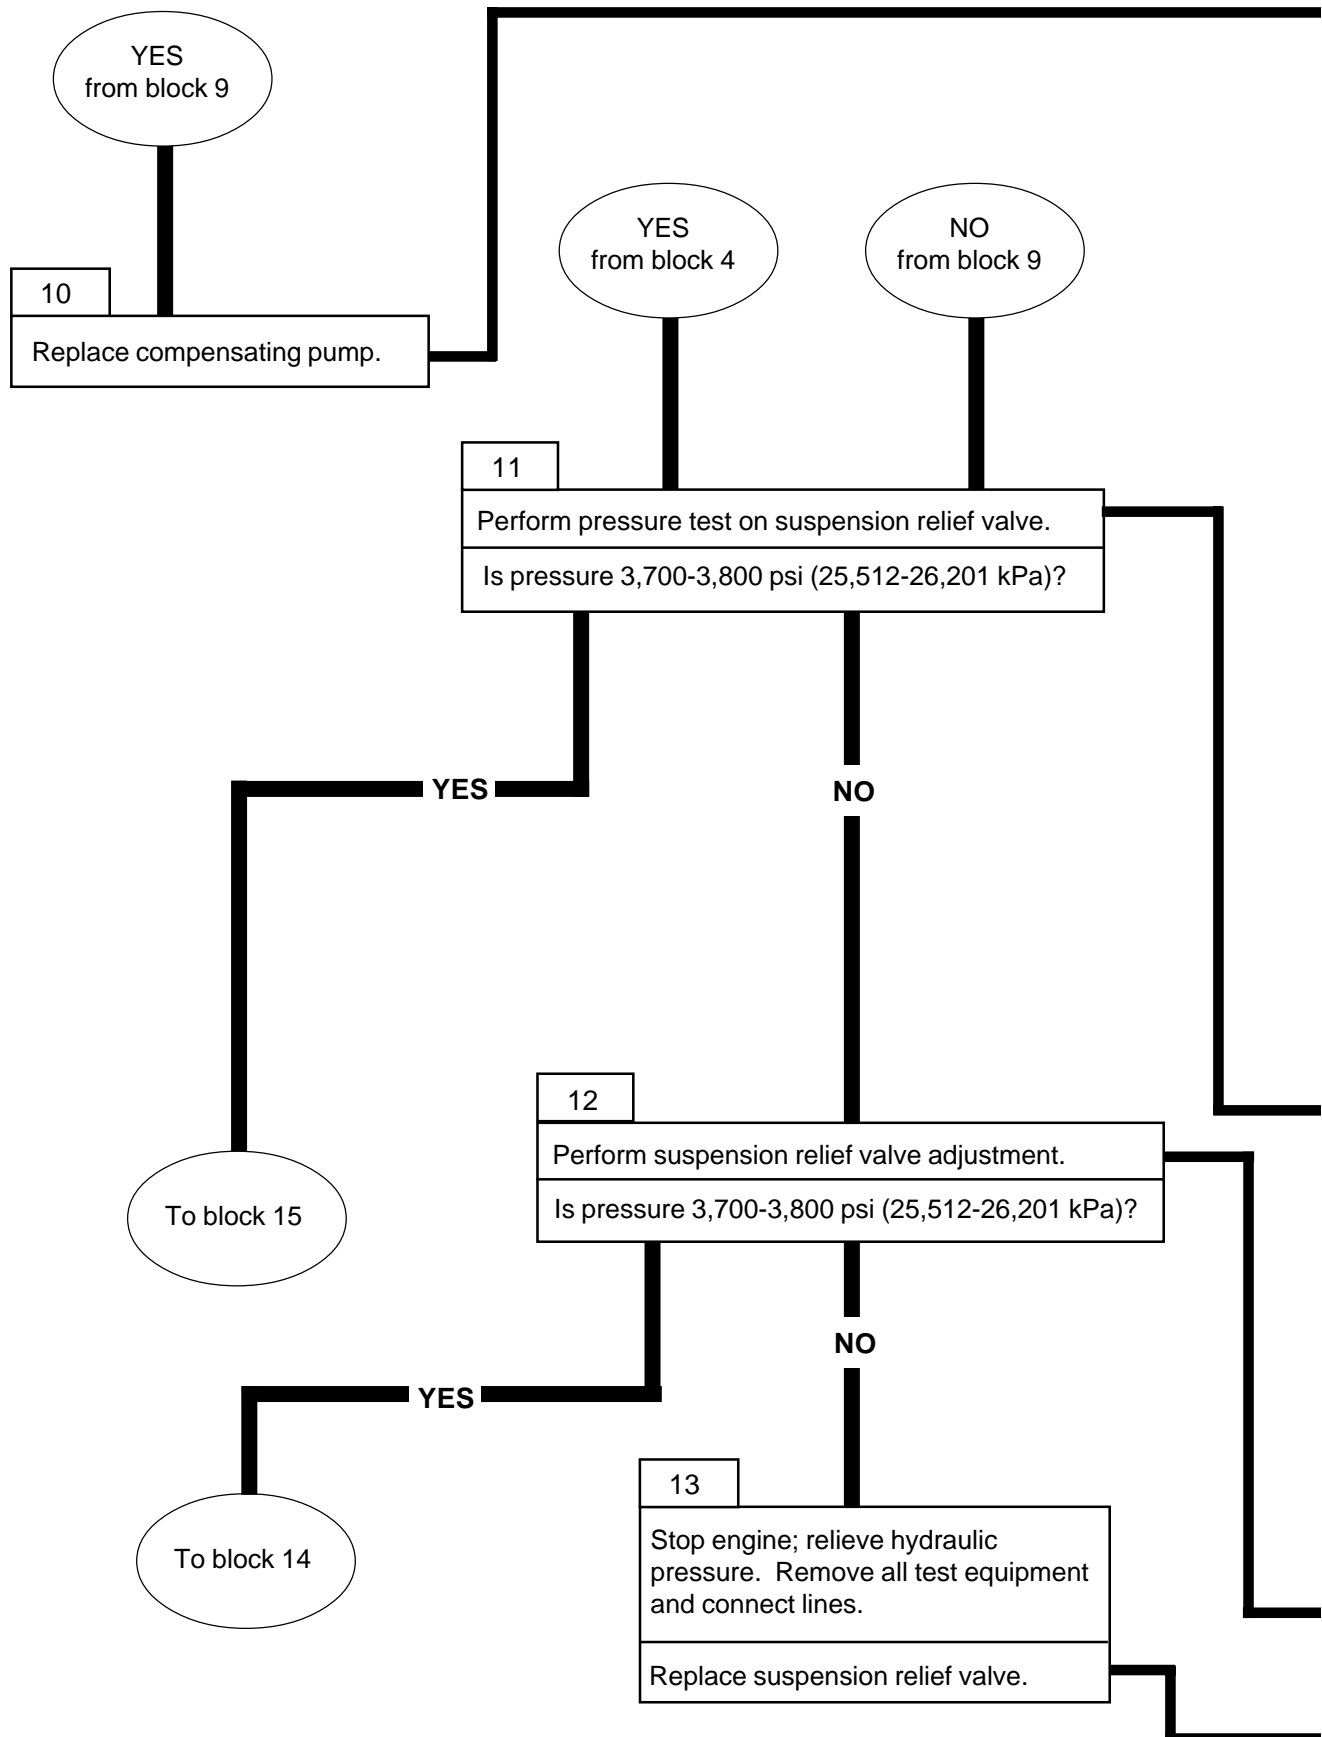 YES
from block 9
10
Replace compensating pump.
YES
from block 4
NO
from block 9
11
Perform pressure test on suspension relief valve.
Is pressure 3,700-3,800 psi (25,512-26,201 kPa)?
YES
NO
12
Perform suspension relief valve adjustment.
Is pressure 3,700-3,800 psi (25,512-26,201 kPa)?
To block 15
YES
NO
To block 14
13
Stop engine; relieve hydraulic
pressure.  Remove all test equipment
and connect lines.
Replace suspension relief valve.